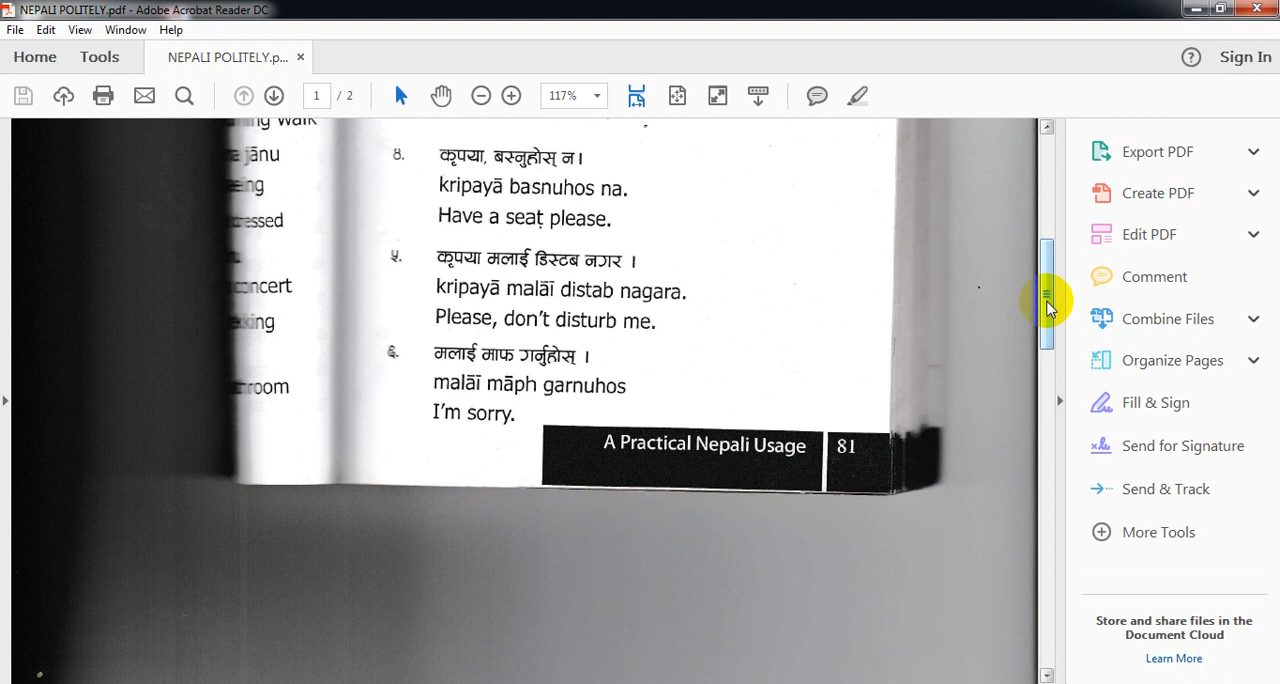 NEPALI POLITELY.pdf - Adobe Acrobat Reader DC
File Edit View Window Help
Home Tools NEPALI POLITELY.p... × Sign In
1 / 2 117%
jānu
४. कृपया, बस्नुहोस् न।
kripayā basnuhos na.
Have a seat please.
५. कृपया मलाई डिस्टब नगर ।
kripayā malāī distab nagara.
Please, don't disturb me.
concert
६. मलाई माफ गर्नुहोस् ।
malāī māph garnuhos
I'm sorry.
A Practical Nepali Usage 81
Export PDF
Create PDF
Edit PDF
Comment
Combine Files
Organize Pages
Fill & Sign
Send for Signature
Send & Track
More Tools
Store and share files in the
Document Cloud
Learn More